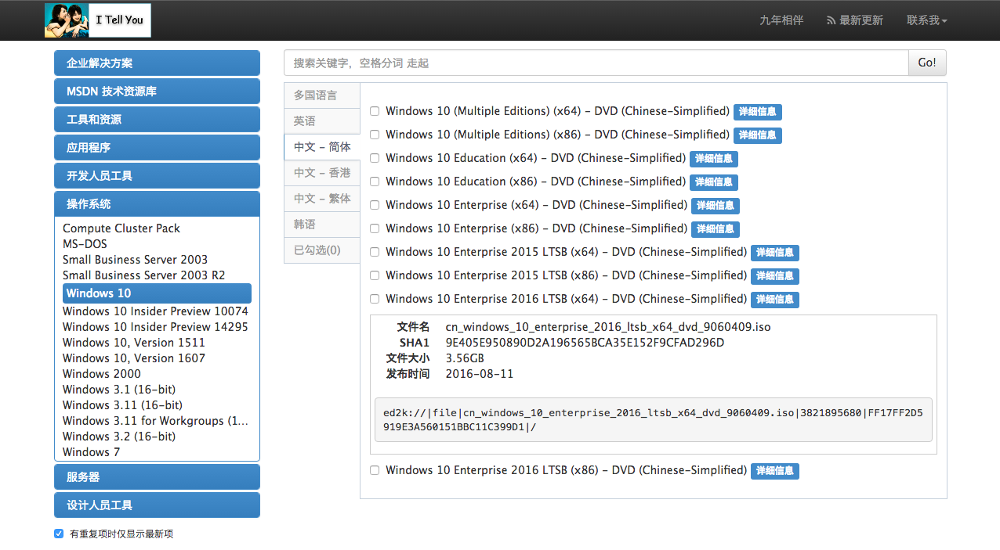 I Tell You
九年相伴
最新更新
联系我
企业解决方案
MSDN 技术资源库
工具和资源
应用程序
开发人员工具
操作系统
Compute Cluster Pack
MS-DOS
Small Business Server 2003
Small Business Server 2003 R2
Windows 10
Windows 10 Insider Preview 10074
Windows 10 Insider Preview 14295
Windows 10, Version 1511
Windows 10, Version 1607
Windows 2000
Windows 3.1 (16-bit)
Windows 3.11 (16-bit)
Windows 3.11 for Workgroups (1...
Windows 3.2 (16-bit)
Windows 7
服务器
设计人员工具
有重复项时仅显示最新项
搜索关键字，空格分词 走起
Go!
多国语言
英语
中文 - 简体
中文 - 香港
中文 - 繁体
韩语
已勾选(0)
Windows 10 (Multiple Editions) (x64) - DVD (Chinese-Simplified) 详细信息
Windows 10 (Multiple Editions) (x86) - DVD (Chinese-Simplified) 详细信息
Windows 10 Education (x64) - DVD (Chinese-Simplified) 详细信息
Windows 10 Education (x86) - DVD (Chinese-Simplified) 详细信息
Windows 10 Enterprise (x64) - DVD (Chinese-Simplified) 详细信息
Windows 10 Enterprise (x86) - DVD (Chinese-Simplified) 详细信息
Windows 10 Enterprise 2015 LTSB (x64) - DVD (Chinese-Simplified) 详细信息
Windows 10 Enterprise 2015 LTSB (x86) - DVD (Chinese-Simplified) 详细信息
Windows 10 Enterprise 2016 LTSB (x64) - DVD (Chinese-Simplified) 详细信息
文件名 cn_windows_10_enterprise_2016_ltsb_x64_dvd_9060409.iso
SHA1 9E405E950890D2A196565BCA35E152F9CFAD296D
文件大小 3.56GB
发布时间 2016-08-11
ed2k://|file|cn_windows_10_enterprise_2016_ltsb_x64_dvd_9060409.iso|3821895680|FF17FF2D5
919E3A560151BBC11C399D1|/
Windows 10 Enterprise 2016 LTSB (x86) - DVD (Chinese-Simplified) 详细信息